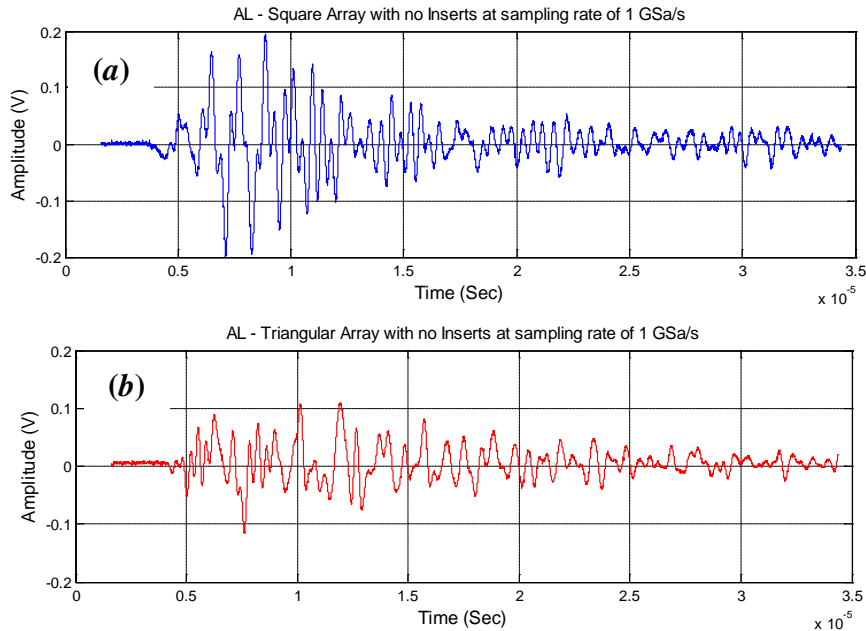 AL - Square Array with no Inserts at sampling rate of 1 GSa/s
(a)
Amplitude (V)
0.2
0.1
0
-0.1
-0.2
0 0.5 1 1.5 2 2.5 3 3.5
Time (Sec)
x 10^-5
AL - Triangular Array with no Inserts at sampling rate of 1 GSa/s
(b)
Amplitude (V)
0.2
0.1
0
-0.1
-0.2
0 0.5 1 1.5 2 2.5 3 3.5
Time (Sec)
x 10^-5